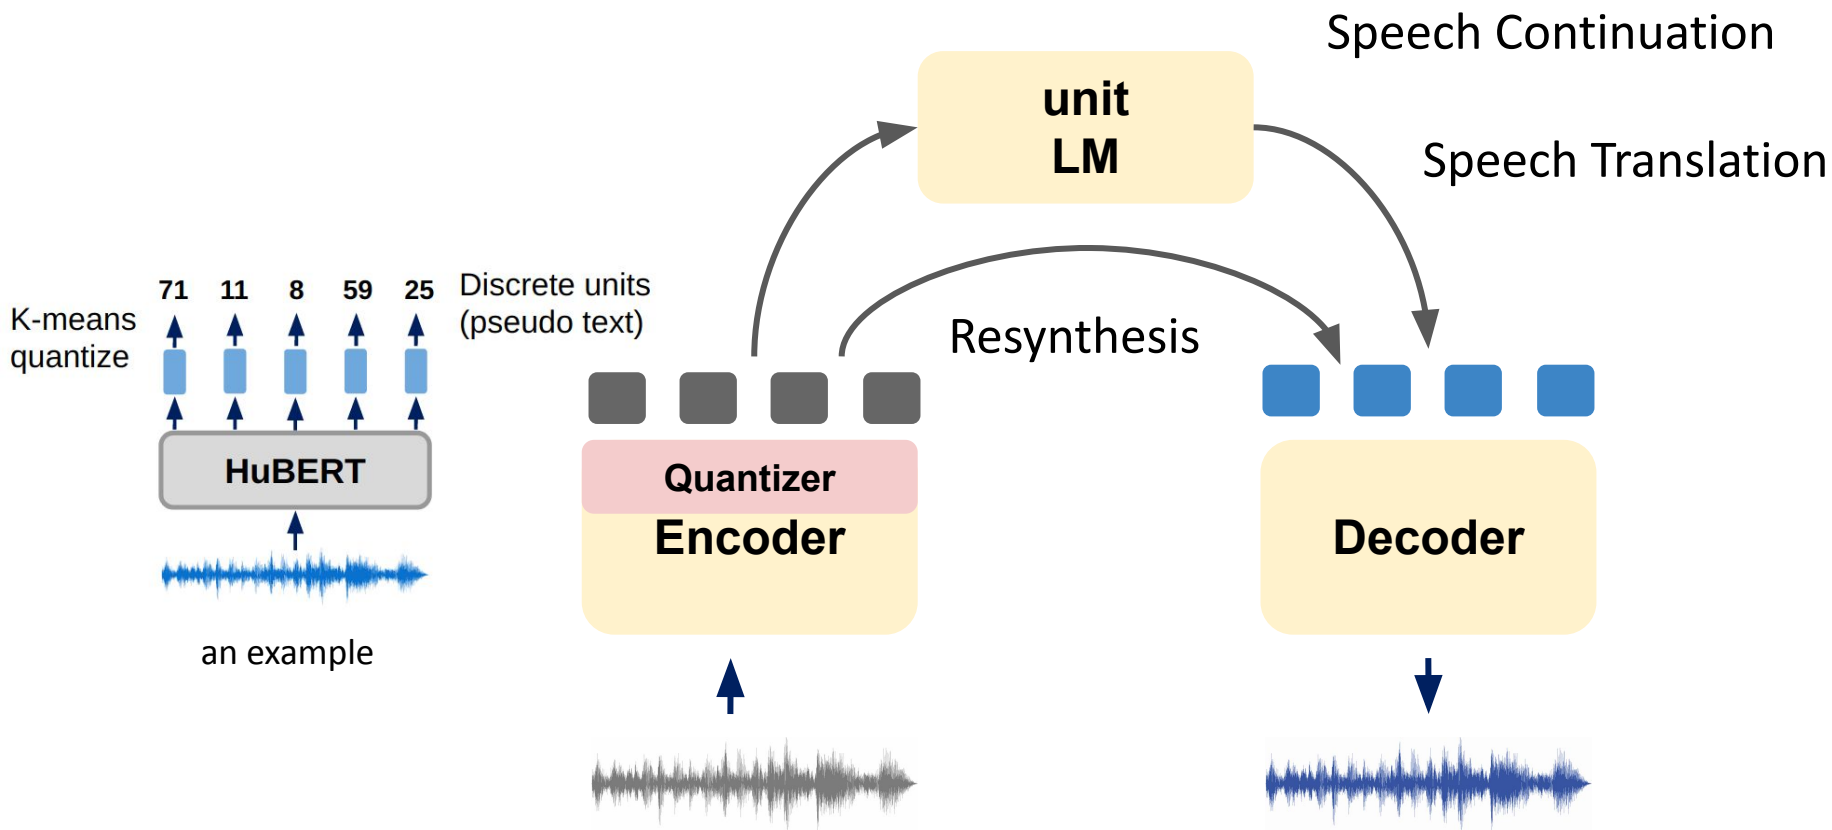 Speech Continuation
unit
LM
Speech Translation
71 11 8 59 25
Discrete units
(pseudo text)
K-means
quantize
Resynthesis
HuBERT
Quantizer
Encoder
Decoder
an example